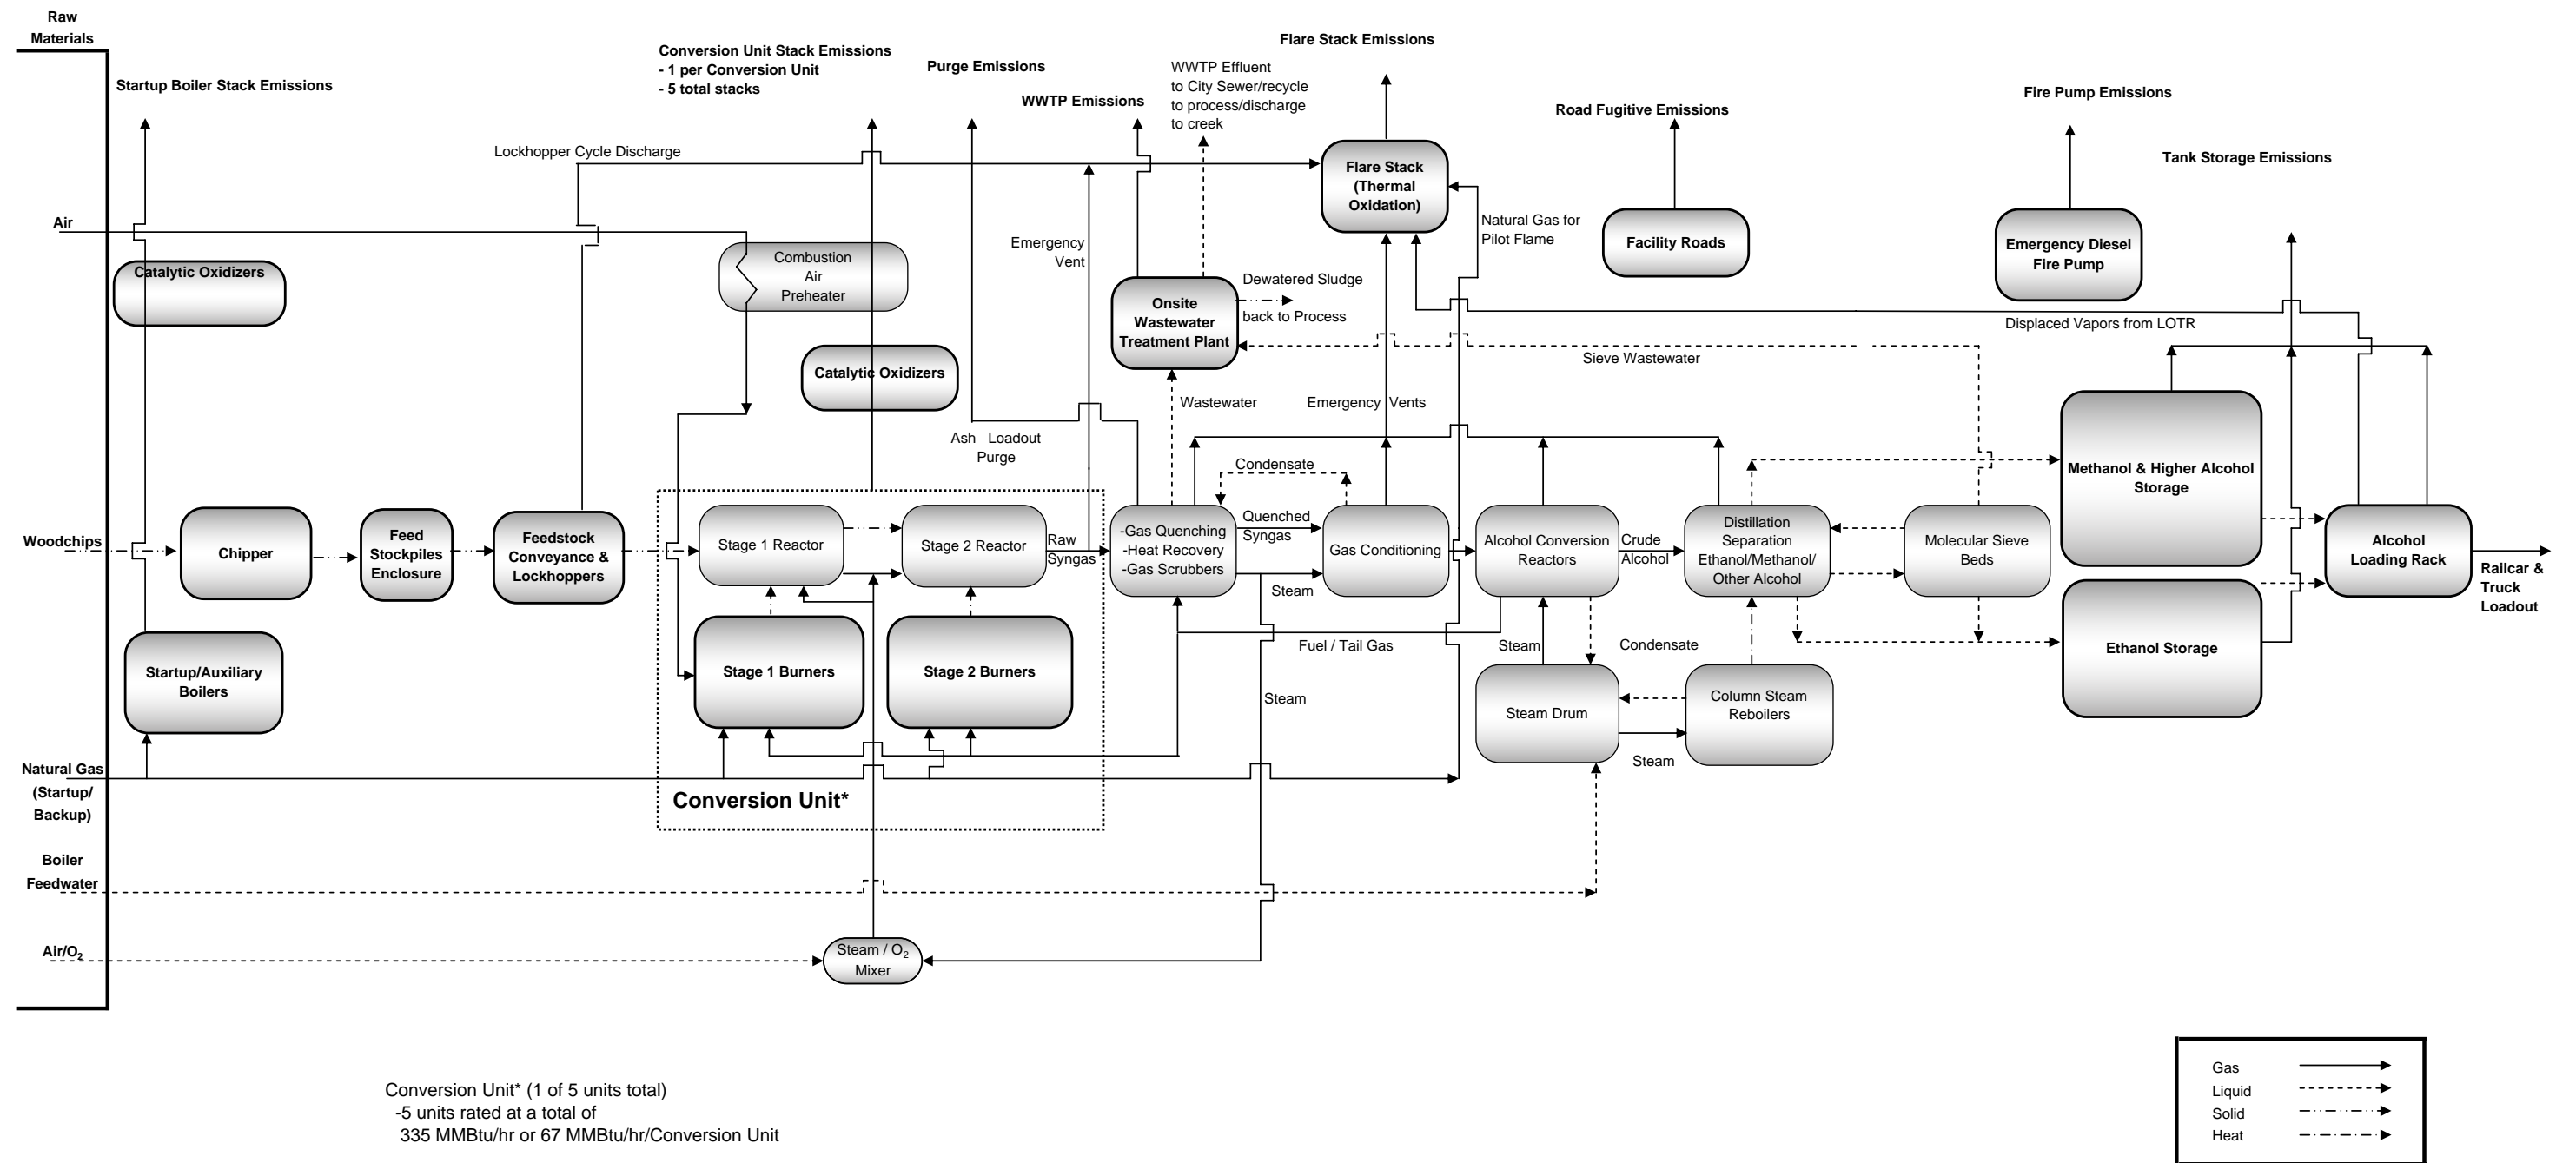 Raw
Materials
Startup Boiler Stack Emissions
Conversion Unit Stack Emissions
- 1 per Conversion Unit
- 5 total stacks
Purge Emissions
WWTP Emissions
WWTP Effluent
to City Sewer/recycle
to process/discharge
to creek
Flare Stack Emissions
Road Fugitive Emissions
Fire Pump Emissions
Tank Storage Emissions
Lockhopper Cycle Discharge
Flare Stack
(Thermal
Oxidation)
Natural Gas for
Pilot Flame
Facility Roads
Emergency Diesel
Fire Pump
Air
Catalytic Oxidizers
Combustion
Air
Preheater
Emergency
Vent
Onsite
Wastewater
Treatment Plant
Dewatered Sludge
back to Process
Displaced Vapors from LOTR
Sieve Wastewater
Catalytic Oxidizers
Wastewater
Emergency Vents
Ash Loadout
Purge
Condensate
Methanol & Higher Alcohol
Storage
Woodchips
Chipper
Feed
Stockpiles
Enclosure
Feedstock
Conveyance &
Lockhoppers
Stage 1 Reactor
Stage 2 Reactor
Raw
Syngas
-Gas Quenching
-Heat Recovery
-Gas Scrubbers
Quenched
Syngas
Steam
Gas Conditioning
Alcohol Conversion
Reactors
Crude
Alcohol
Distillation
Separation
Ethanol/Methanol/
Other Alcohol
Molecular Sieve
Beds
Alcohol
Loading Rack
Railcar &
Truck
Loadout
Startup/Auxiliary
Boilers
Stage 1 Burners
Stage 2 Burners
Fuel / Tail Gas
Steam
Condensate
Ethanol Storage
Steam
Steam Drum
Column Steam
Reboilers
Steam
Natural Gas
(Startup/
Backup)
Conversion Unit*
Boiler
Feedwater
Air/O2
Steam / O2
Mixer
Conversion Unit* (1 of 5 units total)
-5 units rated at a total of
335 MMBtu/hr or 67 MMBtu/hr/Conversion Unit
Gas
Liquid
Solid
Heat